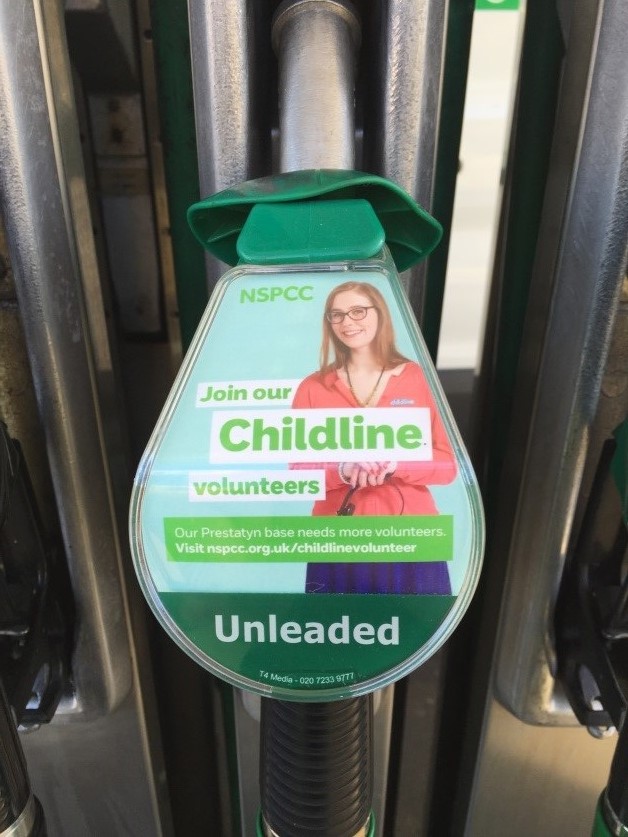 NSPCC
Join our
Childline
volunteers
Our Prestatyn base needs more volunteers.
Visit nspcc.org.uk/childlinevolunteer
Unleaded
T4 Media - 020 7233 9777